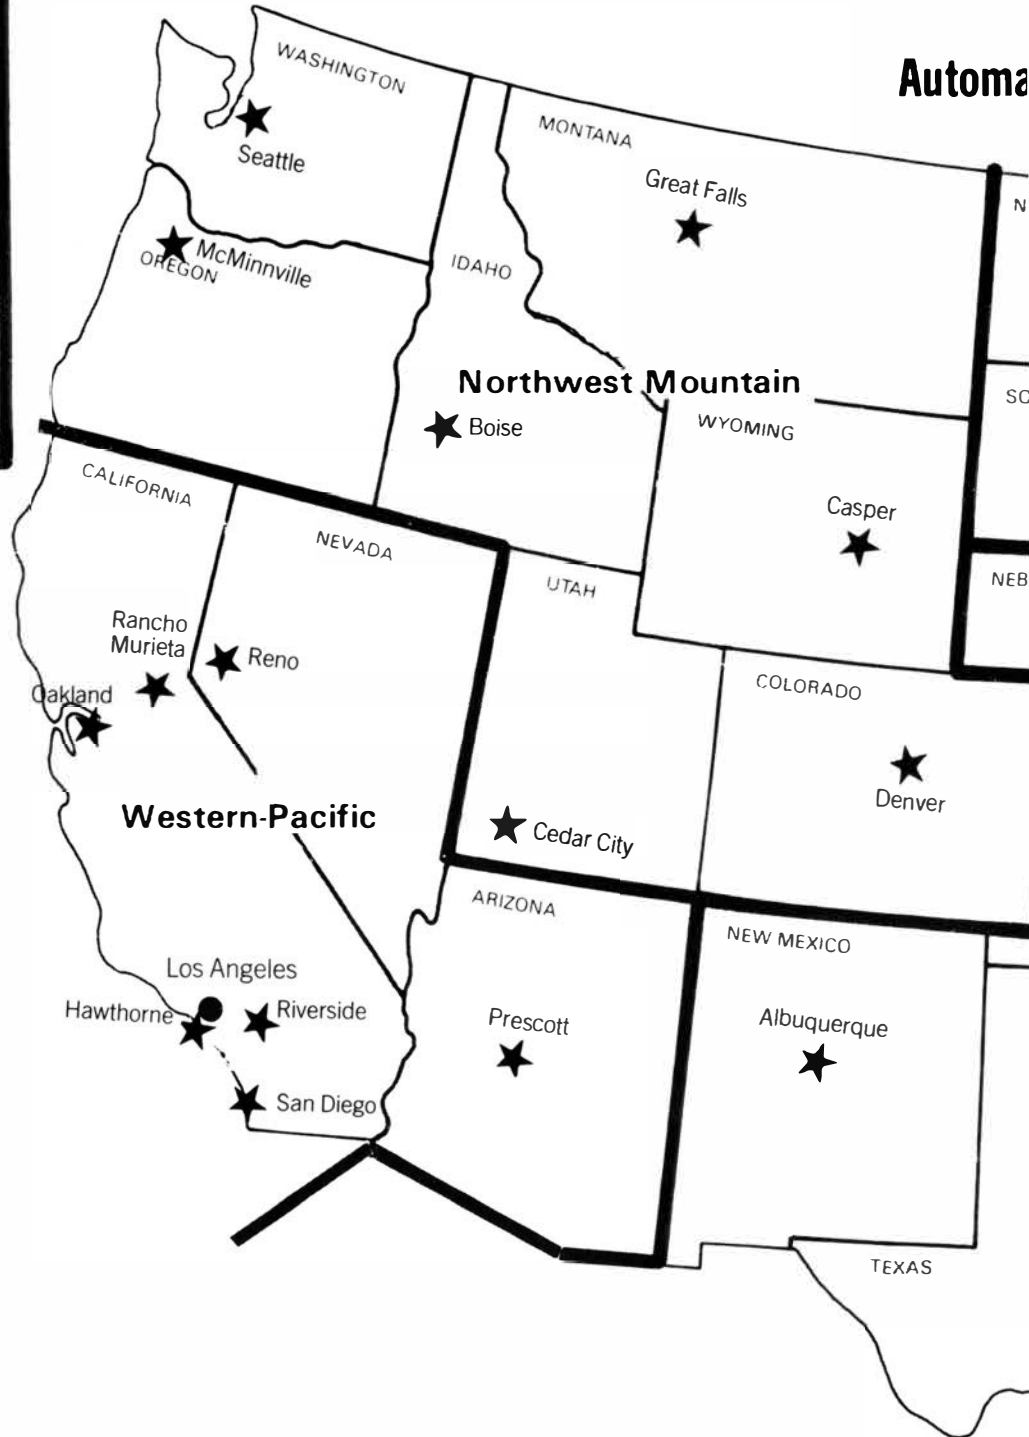 Automa
WASHINGTON
MONTANA
Seattle
Great Falls
N
McMinnville
OREGON
IDAHO
Northwest Mountain
SO
Boise
WYOMING
CALIFORNIA
Casper
NEVADA
UTAH
NEB
Rancho
Murieta
Reno
Oakland
COLORADO
Denver
Western-Pacific
Cedar City
ARIZONA
NEW MEXICO
Los Angeles
Hawthorne
Riverside
Prescott
Albuquerque
San Diego
TEXAS